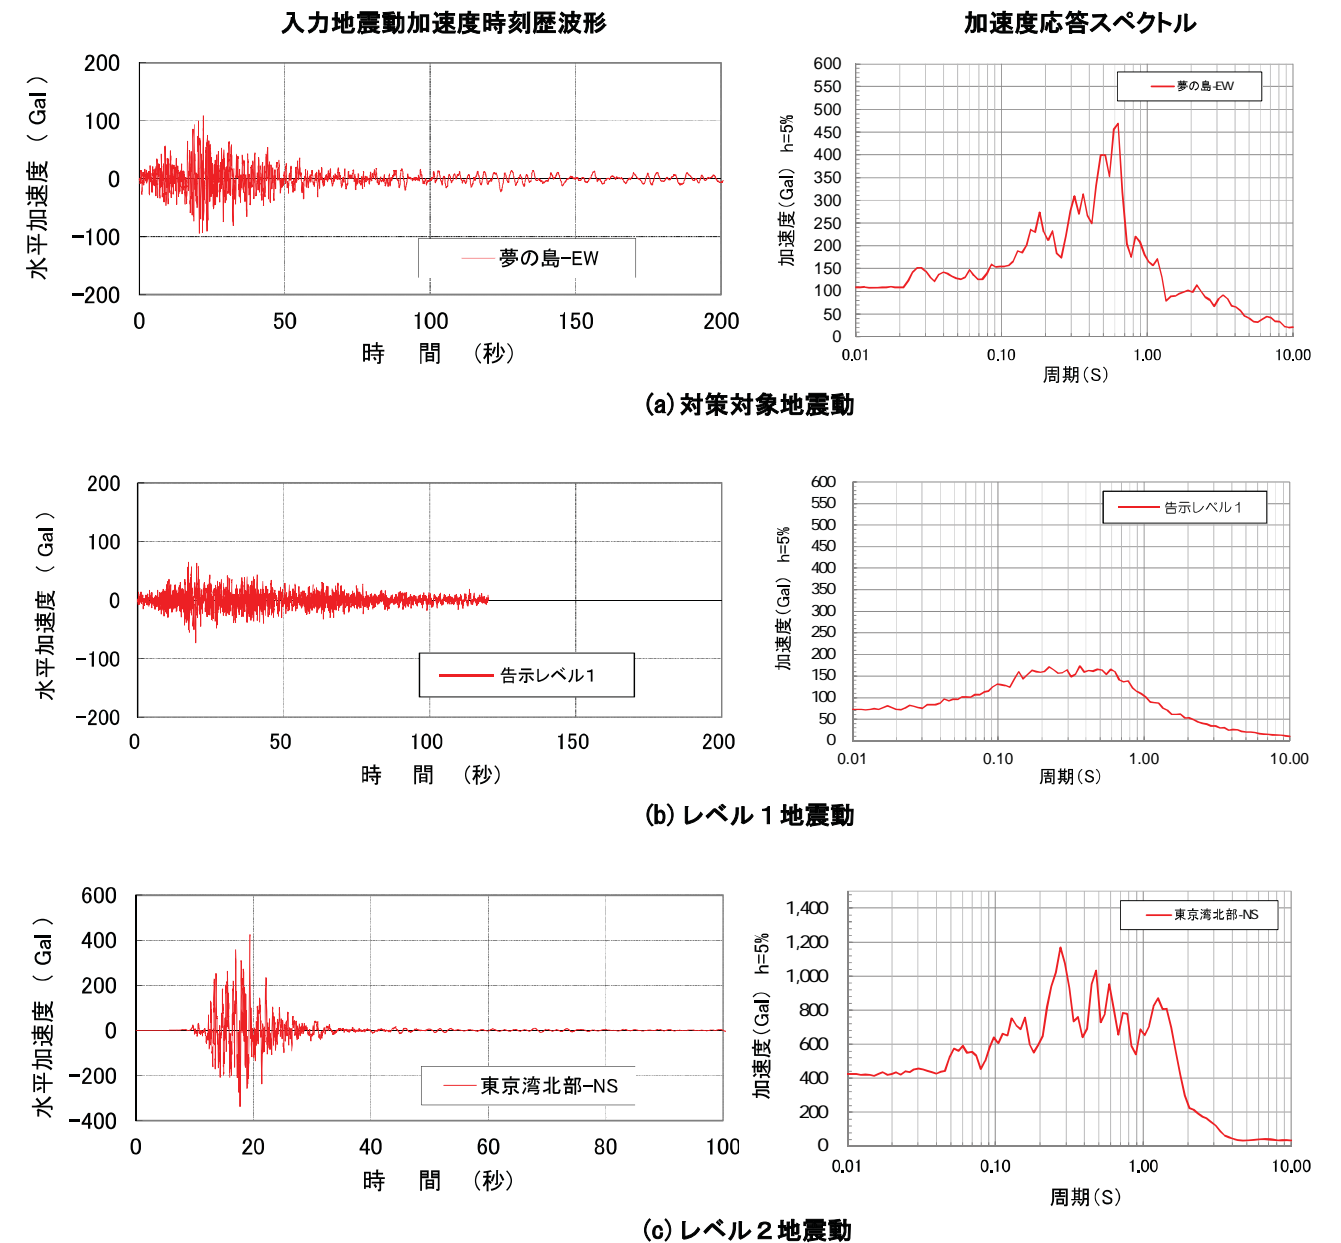 入力地震動加速度時刻歴波形
加速度応答スペクトル
水平加速度 (Gal)
200
100
0
-100
-200
夢の島-EW
0 50 100 150 200
時 間 (秒)
加速度(Gal) h=5%
600
550
500
450
400
350
300
250
200
150
100
50
0
夢の島-EW
0.01 0.10 1.00 10.00
周期(S)
(a)対策対象地震動
水平加速度 (Gal)
200
100
0
-100
-200
告示レベル1
0 50 100 150 200
時 間 (秒)
加速度(Gal) h=5%
600
550
500
450
400
350
300
250
200
150
100
50
0
告示レベル1
0.01 0.10 1.00 10.00
周期(S)
(b)レベル1地震動
水平加速度 (Gal)
600
400
200
0
-200
-400
東京湾北部-NS
0 20 40 60 80 100
時 間 (秒)
加速度(Gal) h=5%
1,400
1,200
1,000
800
600
400
200
0
東京湾北部-NS
0.01 0.10 1.00 10.00
周期(S)
(c)レベル2地震動